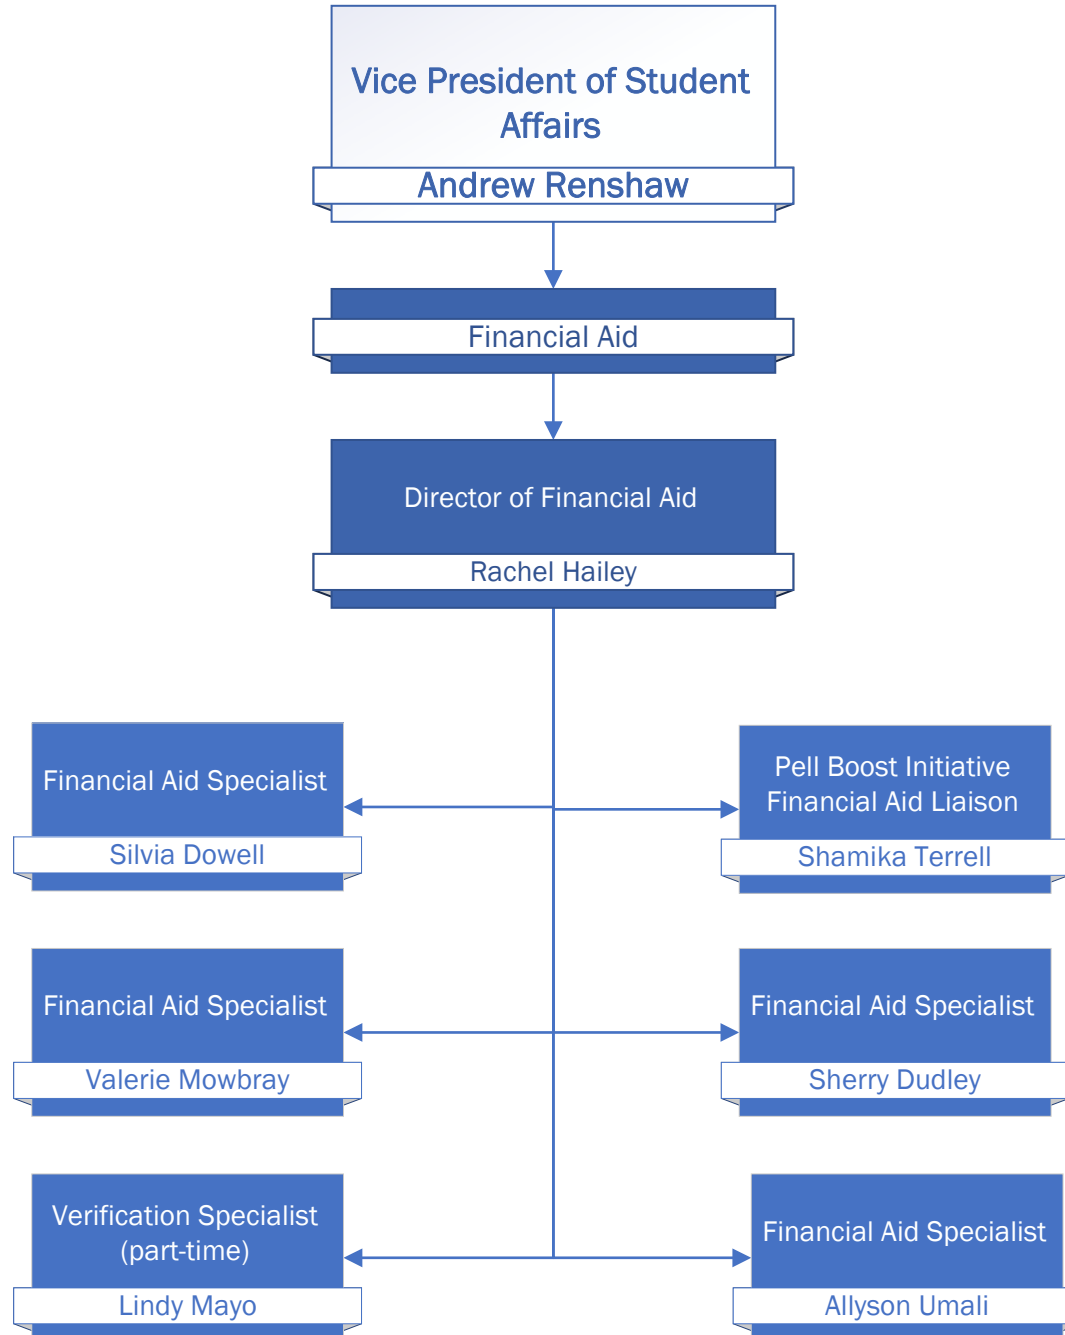 Vice President of Student
Affairs
Andrew Renshaw
Financial Aid
Director of Financial Aid
Rachel Hailey
Financial Aid Specialist
Silvia Dowell
Pell Boost Initiative
Financial Aid Liaison
Shamika Terrell
Financial Aid Specialist
Valerie Mowbray
Financial Aid Specialist
Sherry Dudley
Verification Specialist
(part-time)
Lindy Mayo
Financial Aid Specialist
Allyson Umali